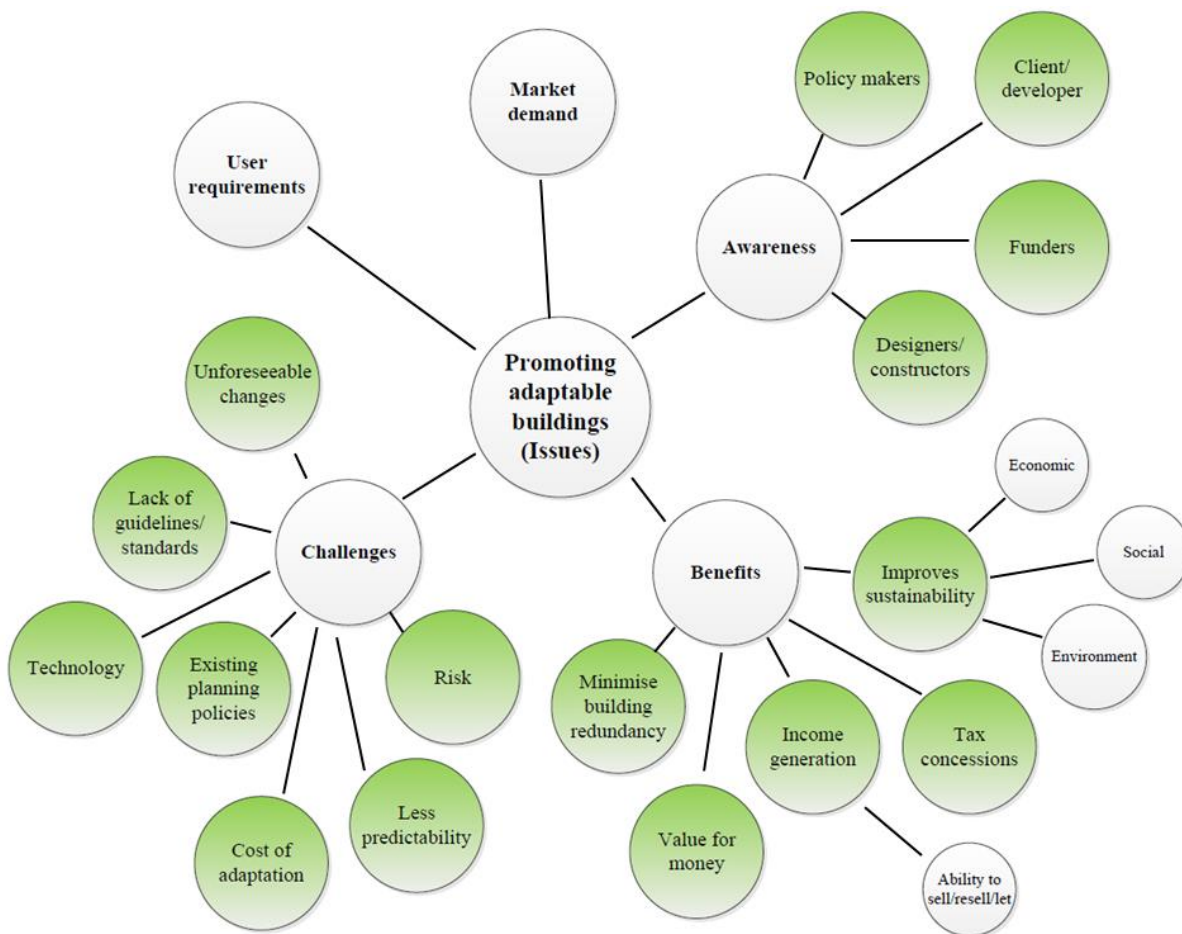 Market
demand
Policy makers
Client/
developer
User
requirements
Awareness
Funders
Promoting
adaptable
buildings
(Issues)
Designers/
constructors
Unforeseeable
changes
Lack of
guidelines/
standards
Challenges
Technology
Existing
planning
policies
Risk
Cost of
adaptation
Less
predictability
Benefits
Improves
sustainability
Economic
Social
Environment
Minimise
building
redundancy
Value for
money
Income
generation
Tax
concessions
Ability to
sell/resell/let